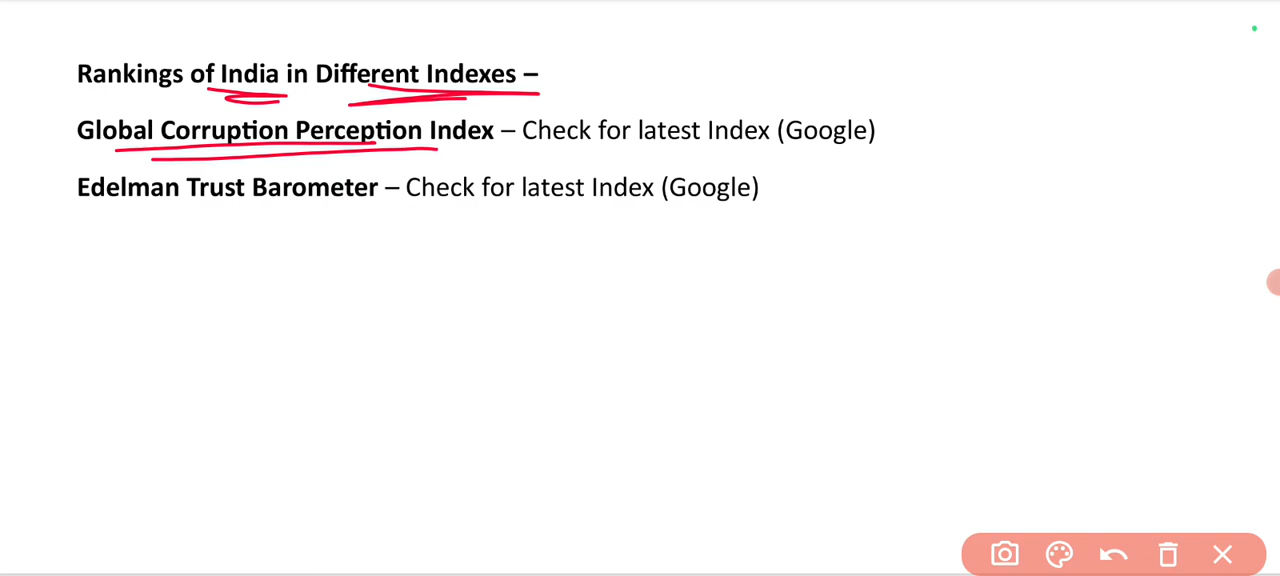 Rankings of India in Different Indexes –
Global Corruption Perception Index – Check for latest Index (Google)
Edelman Trust Barometer – Check for latest Index (Google)